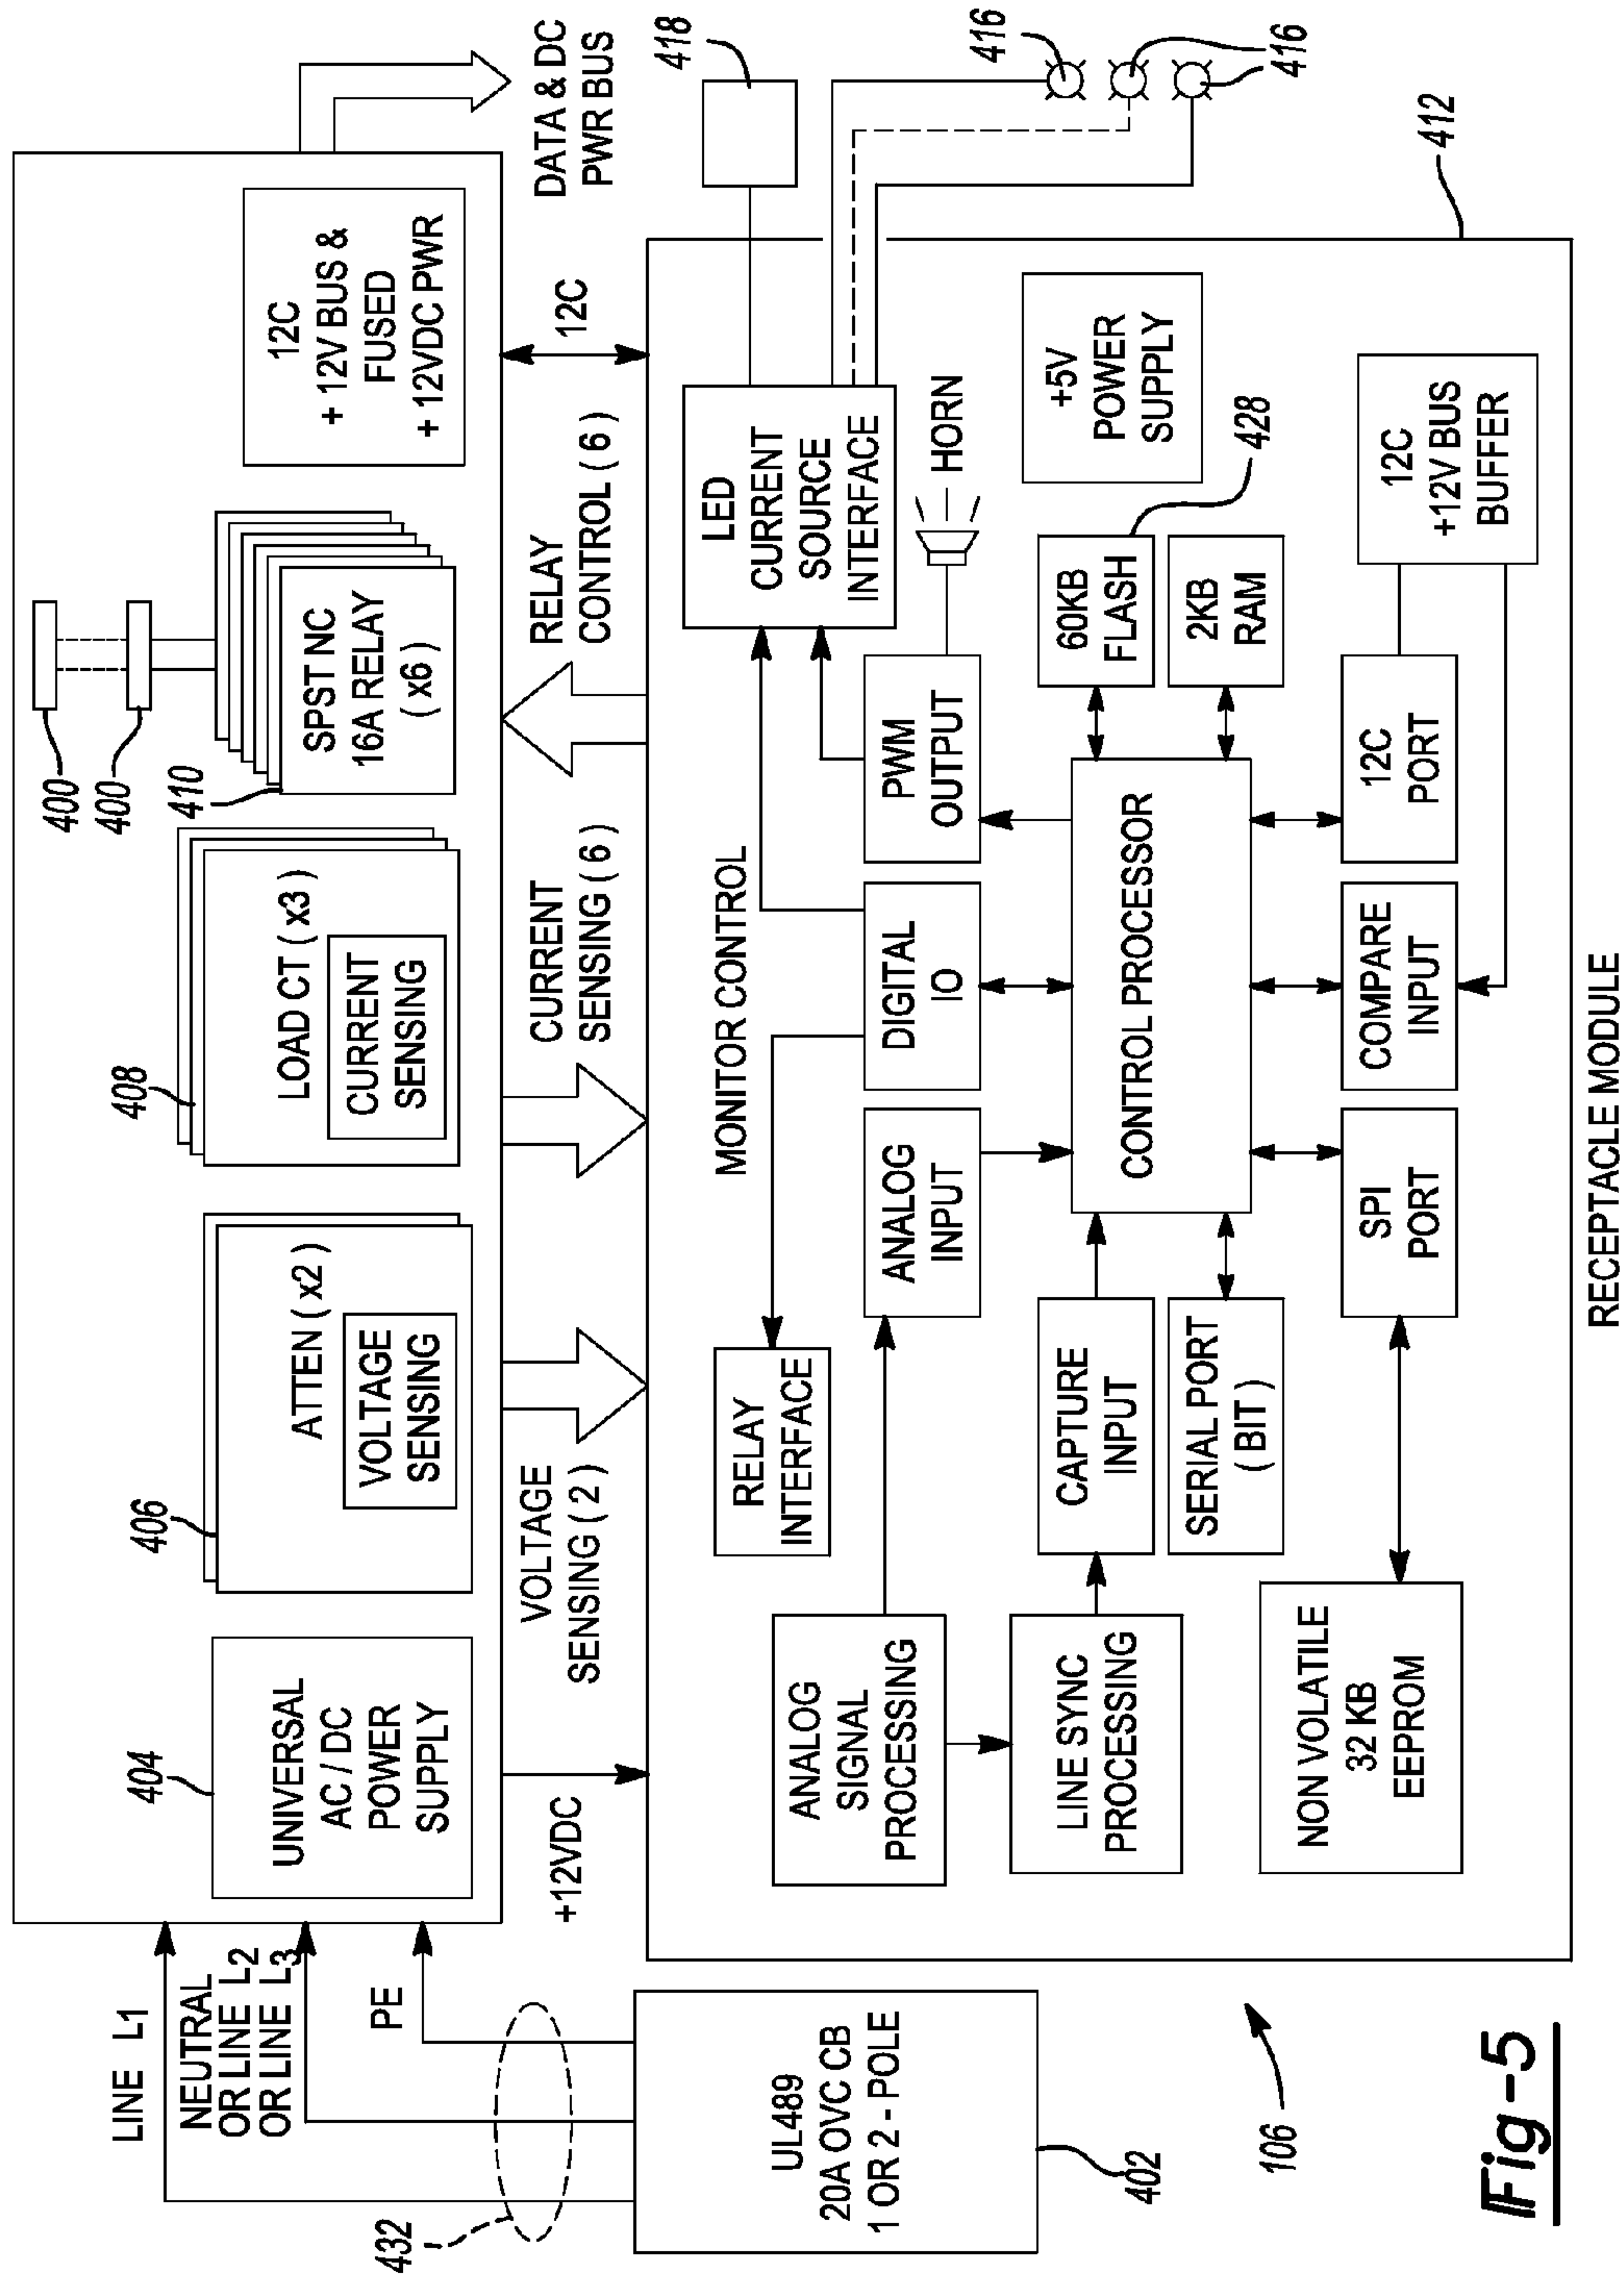 LINE L1
NEUTRAL
OR LINE L2
OR LINE L3
PE
432
UL489
20A OVC CB
1 OR 2 - POLE
402
106
404
UNIVERSAL
AC / DC
POWER
SUPPLY
406
ATTEN ( x2 )
VOLTAGE
SENSING
408
LOAD CT ( x3 )
CURRENT
SENSING
400
400
410
SPST NC
16A RELAY
( x6 )
12C
+ 12V BUS &
FUSED
+ 12VDC PWR
DATA & DC
PWR BUS
+12VDC
VOLTAGE
SENSING ( 2 )
CURRENT
SENSING ( 6 )
RELAY
CONTROL ( 6 )
12C
418
416
416
412
MONITOR CONTROL
RELAY
INTERFACE
LED
CURRENT
SOURCE
INTERFACE
ANALOG
SIGNAL
PROCESSING
ANALOG
INPUT
DIGITAL
IO
PWM
OUTPUT
HORN
LINE SYNC
PROCESSING
CAPTURE
INPUT
SERIAL PORT
( BIT )
CONTROL PROCESSOR
60KB
FLASH
428
2KB
RAM
+5V
POWER
SUPPLY
NON VOLATILE
32 KB
EEPROM
SPI
PORT
COMPARE
INPUT
12C
PORT
12C
+12V BUS
BUFFER
RECEPTACLE MODULE
Fig-5